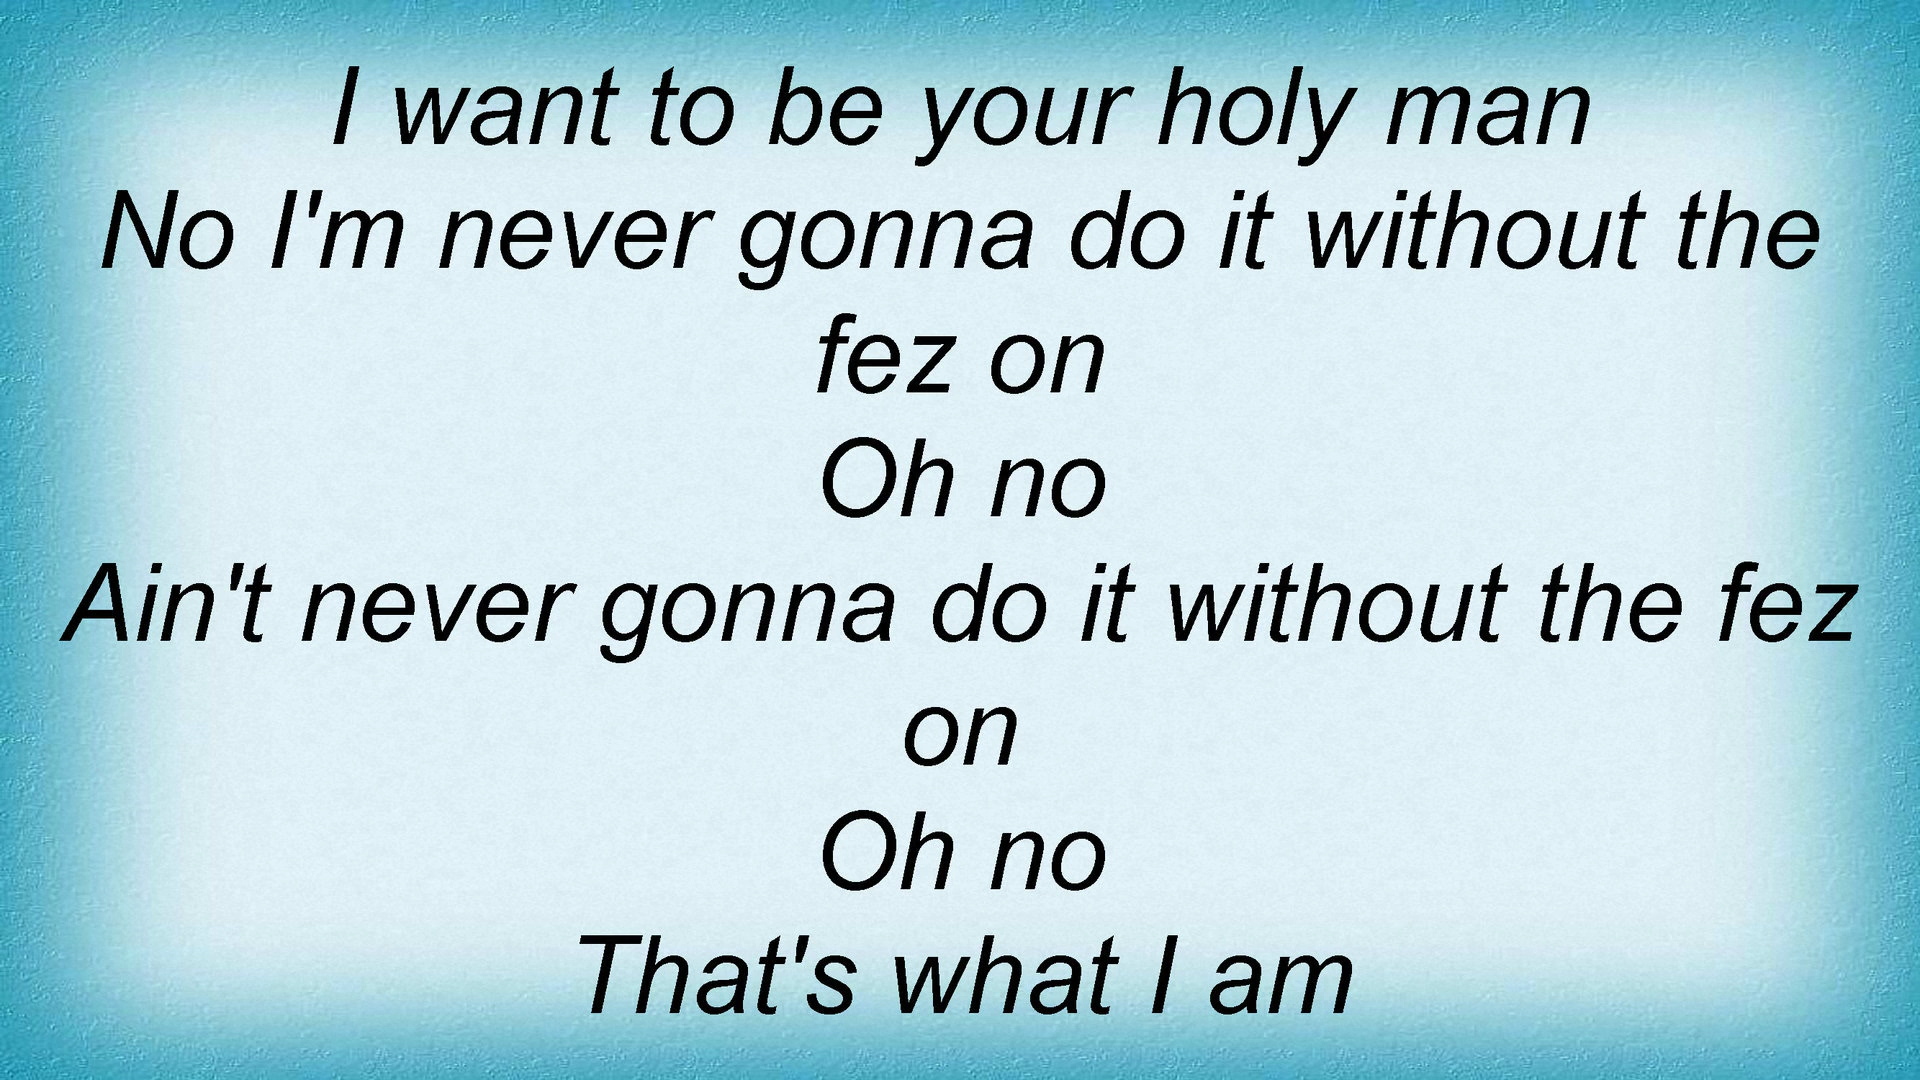 I want to be your holy man
No I'm never gonna do it without the
fez on
Oh no
Ain't never gonna do it without the fez
on
Oh no
That's what I am